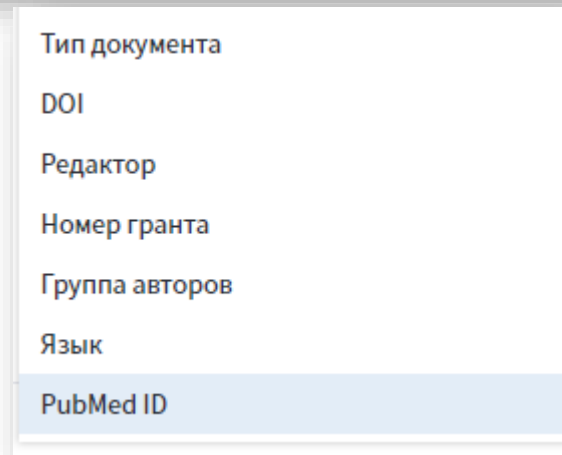 Тип документа
DOI
Редактор
Номер гранта
Группа авторов
Язык
PubMed ID